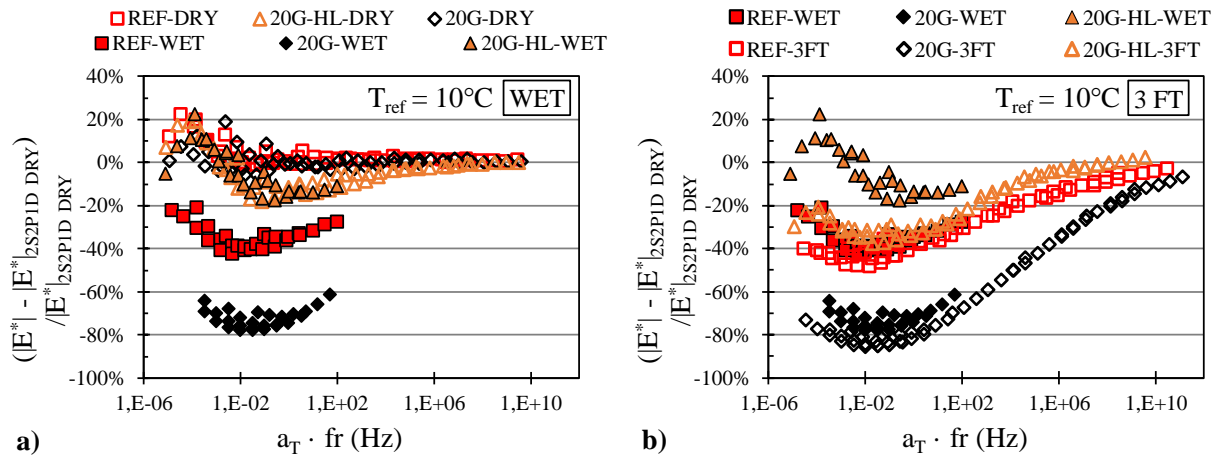 REF-DRY 20G-HL-DRY 20G-DRY
REF-WET 20G-WET 20G-HL-WET
40%
20%
0%
-20%
-40%
-60%
-80%
-100%
(|E*| - |E*|2S2P1D DRY)
/|E*|2S2P1D DRY
Tref = 10°C WET
1,E-06 1,E-02 1,E+02 1,E+06 1,E+10
aT · fr (Hz)
a)
REF-WET 20G-WET 20G-HL-WET
REF-3FT 20G-3FT 20G-HL-3FT
40%
20%
0%
-20%
-40%
-60%
-80%
-100%
(|E*| - |E*|2S2P1D DRY)
/|E*|2S2P1D DRY
Tref = 10°C 3 FT
1,E-06 1,E-02 1,E+02 1,E+06 1,E+10
aT · fr (Hz)
b)